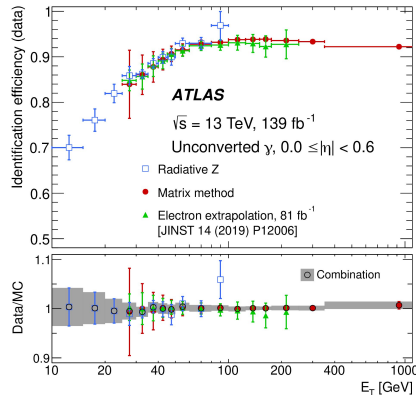 Identification efficiency (data)
1
0.9
0.8
0.7
0.6
0.5
ATLAS
√s = 13 TeV, 139 fb⁻¹
Unconverted γ, 0.0 ≤|η| < 0.6
Radiative Z
Matrix method
Electron extrapolation, 81 fb⁻¹
[JINST 14 (2019) P12006]
Data/MC
1.1
1
0.9
Combination
10 20 30 40 100 200 300 400 900
E_T [GeV]